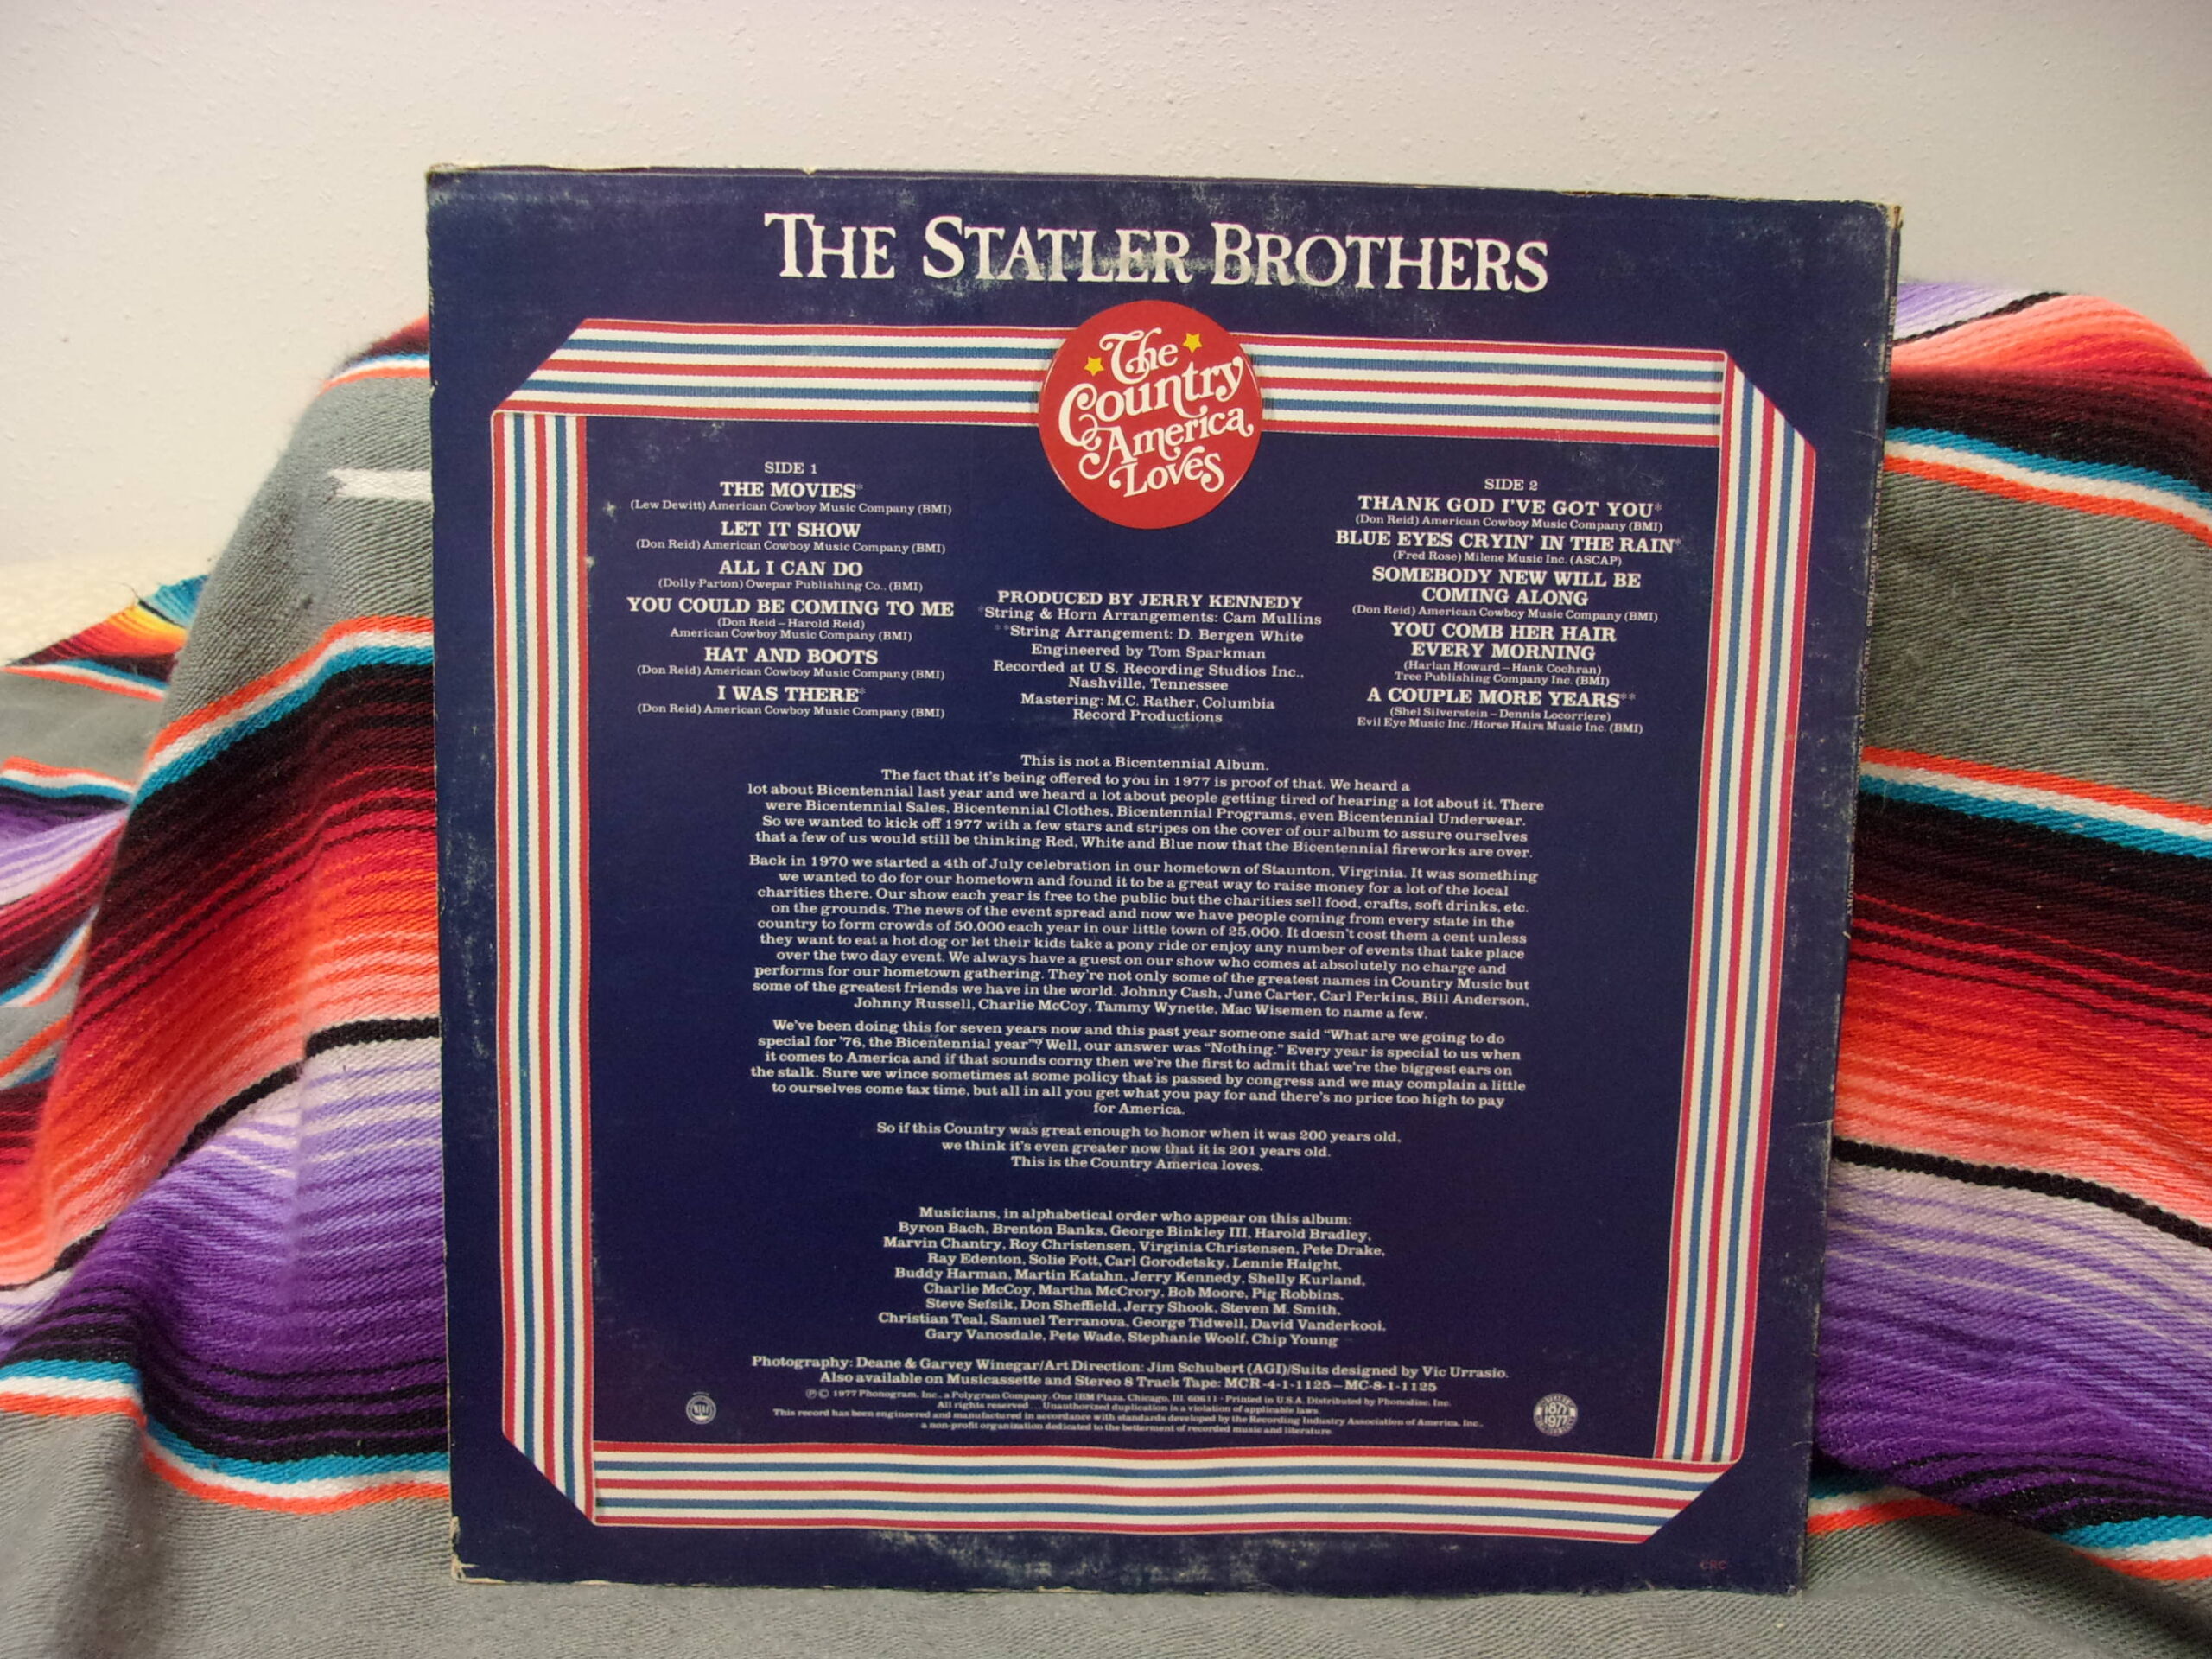 THE STATLER BROTHERS
The
Country
America
Loves
SIDE 1
THE MOVIES*
(Lew Dewitt) American Cowboy Music Company (BMI)
LET IT SHOW
(Don Reid) American Cowboy Music Company (BMI)
ALL I CAN DO
(Dolly Parton) Owepar Publishing Co.. (BMI)
YOU COULD BE COMING TO ME
(Don Reid – Harold Reid)
American Cowboy Music Company (BMI)
HAT AND BOOTS
(Don Reid) American Cowboy Music Company (BMI)
I WAS THERE*
(Don Reid) American Cowboy Music Company (BMI)
PRODUCED BY JERRY KENNEDY
*String & Horn Arrangements: Cam Mullins
**String Arrangement: D. Bergen White
Engineered by Tom Sparkman
Recorded at U.S. Recording Studios Inc.,
Nashville, Tennessee
Mastering: M.C. Rather, Columbia
Record Productions
SIDE 2
THANK GOD I'VE GOT YOU*
(Don Reid) American Cowboy Music Company (BMI)
BLUE EYES CRYIN' IN THE RAIN*
(Fred Rose) Milene Music Inc. (ASCAP)
SOMEBODY NEW WILL BE
COMING ALONG
(Don Reid) American Cowboy Music Company (BMI)
YOU COMB HER HAIR
EVERY MORNING
(Harlan Howard – Hank Cochran)
Tree Publishing Company Inc. (BMI)
A COUPLE MORE YEARS**
(Shel Silverstein – Dennis Locorriere)
Evil Eye Music Inc./Horse Hairs Music Inc. (BMI)
This is not a Bicentennial Album.
The fact that it's being offered to you in 1977 is proof of that. We heard a
lot about Bicentennial last year and we heard a lot about people getting tired of hearing a lot about it. There
were Bicentennial Sales, Bicentennial Clothes, Bicentennial Programs, even Bicentennial Underwear.
So we wanted to kick off 1977 with a few stars and stripes on the cover of our album to assure ourselves
that a few of us would still be thinking Red, White and Blue now that the Bicentennial fireworks are over.
Back in 1970 we started a 4th of July celebration in our hometown of Staunton, Virginia. It was something
we wanted to do for our hometown and found it to be a great way to raise money for a lot of the local
charities there. Our show each year is free to the public but the charities sell food, crafts, soft drinks, etc.
on the grounds. The news of the event spread and now we have people coming from every state in the
country to form crowds of 50,000 each year in our little town of 25,000. It doesn't cost them a cent unless
they want to eat a hot dog or let their kids take a pony ride or enjoy any number of events that take place
over the two day event. We always have a guest on our show who comes at absolutely no charge and
performs for our hometown gathering. They're not only some of the greatest names in Country Music but
some of the greatest friends we have in the world. Johnny Cash, June Carter, Carl Perkins, Bill Anderson,
Johnny Russell, Charlie McCoy, Tammy Wynette, Mac Wisemen to name a few.
We've been doing this for seven years now and this past year someone said "What are we going to do
special for '76, the Bicentennial year"? Well, our answer was "Nothing." Every year is special to us when
it comes to America and if that sounds corny then we're the first to admit that we're the biggest ears on
the stalk. Sure we wince sometimes at some policy that is passed by congress and we may complain a little
to ourselves come tax time, but all in all you get what you pay for and there's no price too high to pay
for America.
So if this Country was great enough to honor when it was 200 years old,
we think it's even greater now that it is 201 years old.
This is the Country America loves.
Musicians, in alphabetical order who appear on this album:
Byron Bach, Brenton Banks, George Binkley III, Harold Bradley,
Marvin Chantry, Roy Christensen, Virginia Christensen, Pete Drake,
Ray Edenton, Solie Fott, Carl Gorodetsky, Lennie Haight,
Buddy Harman, Martin Katahn, Jerry Kennedy, Shelly Kurland,
Charlie McCoy, Martha McCrory, Bob Moore, Pig Robbins,
Steve Sefsik, Don Sheffield, Jerry Shook, Steven M. Smith,
Christian Teal, Samuel Terranova, George Tidwell, David Vanderkooi,
Gary Vanosdale, Pete Wade, Stephanie Woolf, Chip Young
Photography: Deane & Garvey Winegar/Art Direction: Jim Schubert (AGI)/Suits designed by Vic Urrasio.
Also available on Musicassette and Stereo 8 Track Tape: MCR-4-1-1125 – MC-8-1-1125
℗© 1977 Phonogram, Inc., a Polygram Company. One IBM Plaza, Chicago, Ill. 60611 · Printed in U.S.A. Distributed by Phonodisc, Inc.
All rights reserved ... Unauthorized duplication is a violation of applicable laws.
This record has been engineered and manufactured in accordance with standards developed by the Recording Industry Association of America, Inc.,
a non-profit organization dedicated to the betterment of recorded music and literature.
1877
1977
CRC